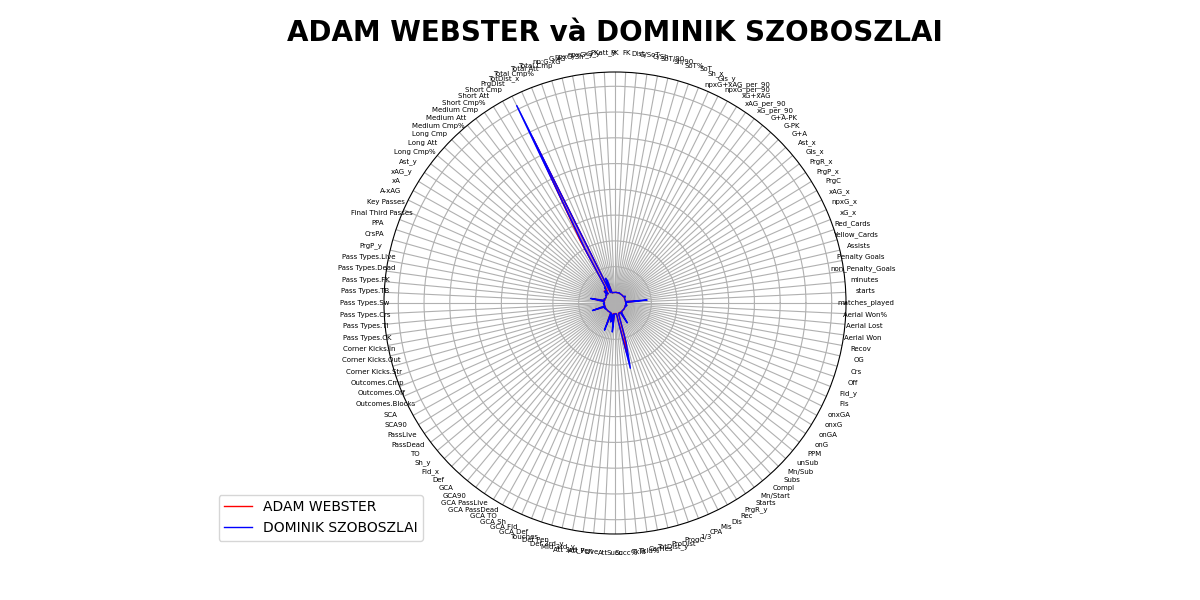 ADAM WEBSTER và DOMINIK SZOBOSZLAI
Total Cmp%
TotDist_x
PrgDist
Short Cmp
Short Att
Short Cmp%
Medium Cmp
Medium Att
Medium Cmp%
Long Cmp
Long Att
Long Cmp%
Ast_y
xAG_y
xA
A-xAG
Key Passes
Final Third Passes
PPA
CrsPA
PrgP_y
Pass Types.Live
Pass Types.Dead
Pass Types.FK
Pass Types.TB
Pass Types.Sw
Pass Types.Crs
Pass Types.TI
Pass Types.CK
Corner Kicks.In
Corner Kicks.Out
Corner Kicks.Str
Outcomes.Cmp
Outcomes.Off
Outcomes.Blocks
SCA
SCA90
PassLive
PassDead
TO
Sh_y
Fld_x
Def
GCA
GCA90
GCA PassLive
GCA PassDead
GCA TO
GCA Sh
GCA Fld
GCA Def
Touches
FK
SoT%
SoT
Sh_x
Gls_y
npxG+xAG_per_90
npxG_per_90
xG+xAG
xAG_per_90
xG_per_90
G+A-PK
G-PK
G+A
Ast_x
Gls_x
PrgR_x
PrgP_x
PrgC
xAG_x
npxG_x
xG_x
Red_Cards
Yellow_Cards
Assists
Penalty Goals
non_Penalty_Goals
minutes
starts
matches_played
Aerial Won%
Aerial Lost
Aerial Won
Recov
OG
Crs
Off
Fld_y
Fls
onxGA
onxG
onGA
onG
PPM
unSub
Mn/Sub
Subs
Compl
Mn/Start
Starts
PrgR_y
Rec
Dis
Mis
CPA
1/3
ProgC
ProDist
TotDist_y
ADAM WEBSTER
DOMINIK SZOBOSZLAI